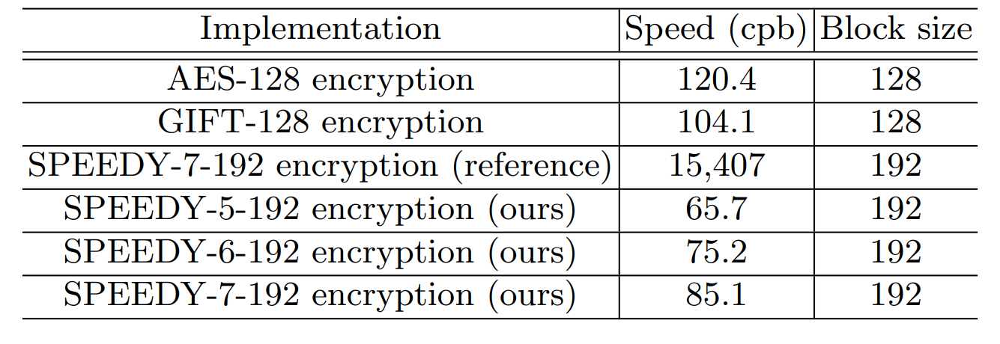 Implementation Speed (cpb) Block size
AES-128 encryption 120.4 128
GIFT-128 encryption 104.1 128
SPEEDY-7-192 encryption (reference) 15,407 192
SPEEDY-5-192 encryption (ours) 65.7 192
SPEEDY-6-192 encryption (ours) 75.2 192
SPEEDY-7-192 encryption (ours) 85.1 192